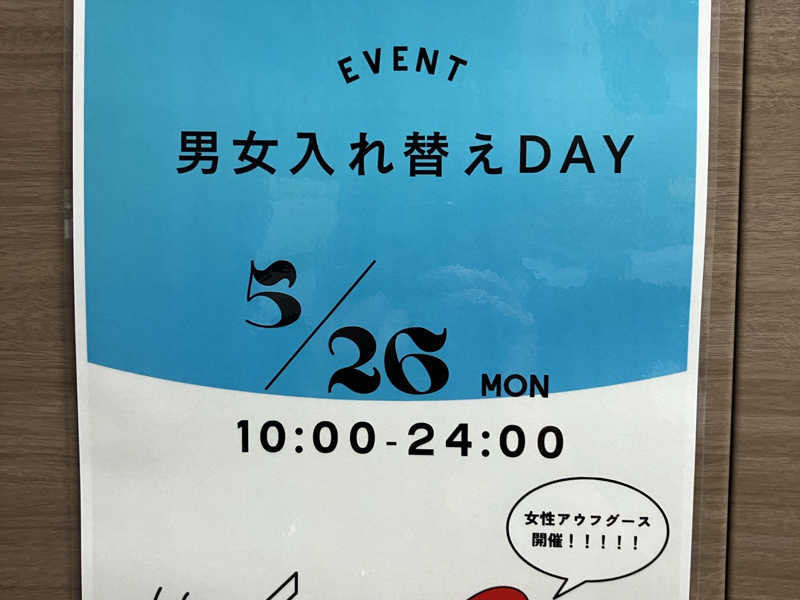 EVENT
男女入れ替えDAY
5/26 MON
10:00-24:00
女性アウフグース
開催！！！！！